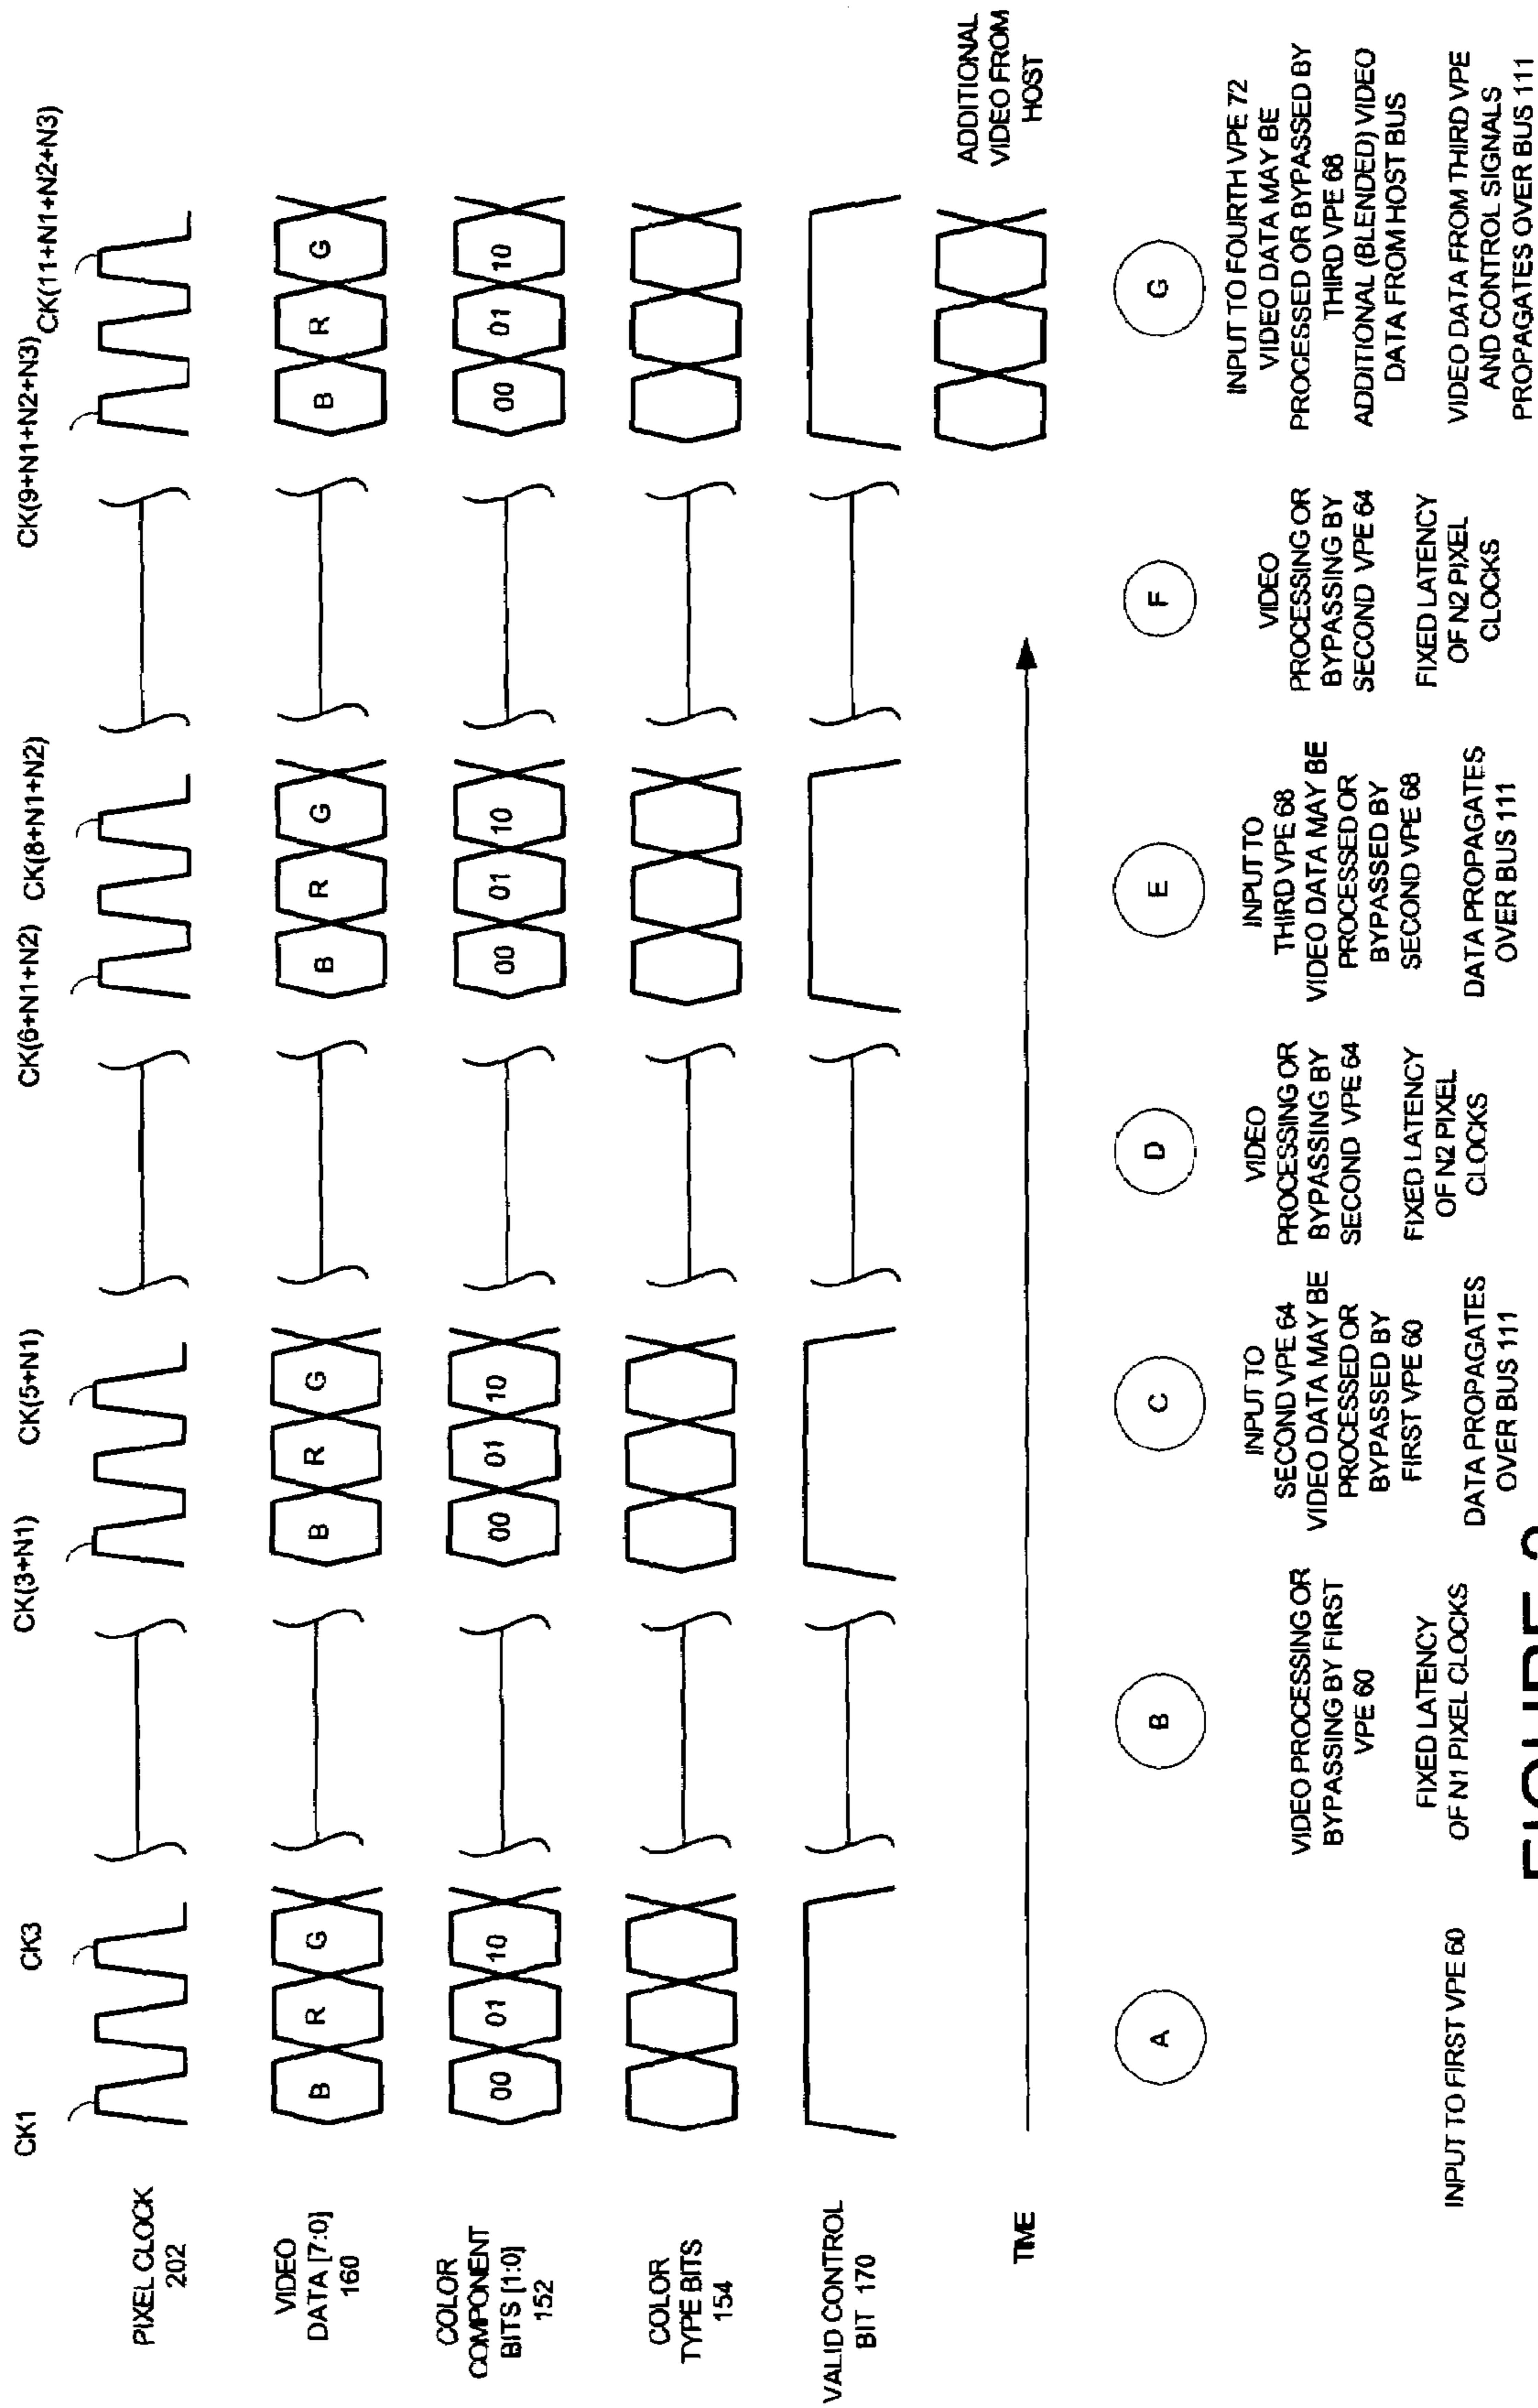 CK1
CK3
CK(3+N1)
CK(5+N1)
CK(6+N1+N2)
CK(8+N1+N2)
CK(9+N1+N2+N3)
CK(11+N1+N2+N3)
PIXEL CLOCK
202
VIDEO
DATA [7:0]
160
B
R
G
B
R
G
B
R
G
B
R
G
COLOR
COMPONENT
BITS [1:0]
152
00
01
10
00
01
10
00
01
10
00
01
10
COLOR
TYPE BITS
154
VALID CONTROL
BIT 170
ADDITIONAL
VIDEO FROM
HOST
TIME
A
INPUT TO FIRST VPE 60
B
VIDEO PROCESSING OR
BYPASSING BY FIRST
VPE 60
FIXED LATENCY
OF N1 PIXEL CLOCKS
C
INPUT TO
SECOND VPE 64
VIDEO DATA MAY BE
PROCESSED OR
BYPASSED BY
FIRST VPE 60
DATA PROPAGATES
OVER BUS 111
D
VIDEO
PROCESSING OR
BYPASSING BY
SECOND VPE 64
FIXED LATENCY
OF N2 PIXEL
CLOCKS
E
INPUT TO
THIRD VPE 68
VIDEO DATA MAY BE
PROCESSED OR
BYPASSED BY
SECOND VPE 68
DATA PROPAGATES
OVER BUS 111
F
VIDEO
PROCESSING OR
BYPASSING BY
SECOND VPE 64
FIXED LATENCY
OF N2 PIXEL
CLOCKS
G
INPUT TO FOURTH VPE 72
VIDEO DATA MAY BE
PROCESSED OR BYPASSED BY
THIRD VPE 68
ADDITIONAL (BLENDED) VIDEO
DATA FROM HOST BUS
VIDEO DATA FROM THIRD VPE
AND CONTROL SIGNALS
PROPAGATES OVER BUS 111
FIGURE